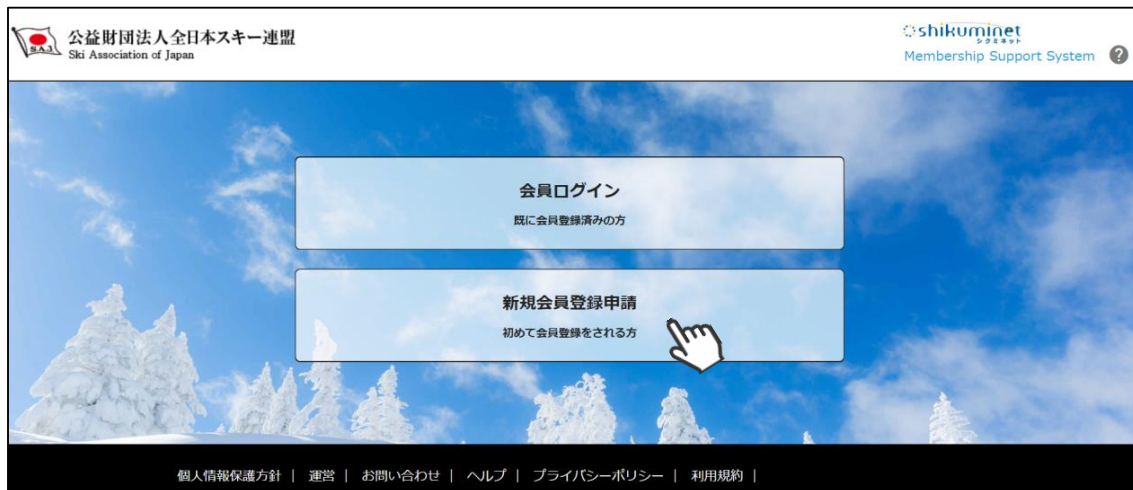 公益財団法人全日本スキー連盟
Ski Association of Japan
S.A.J
shikuminet
シクミネット
Membership Support System ?
会員ログイン
既に会員登録済みの方
新規会員登録申請
初めて会員登録をされる方
個人情報保護方針 | 運営 | お問い合わせ | ヘルプ | プライバシーポリシー | 利用規約 |